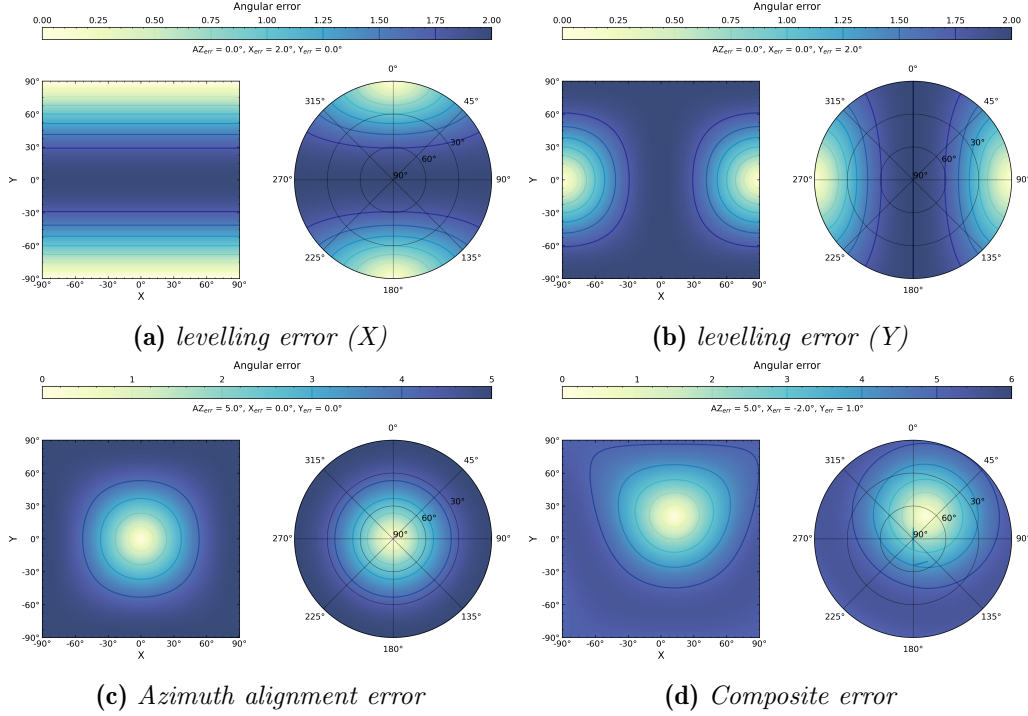 Angular error
0.00 0.25 0.50 0.75 1.00 1.25 1.50 1.75 2.00
AZerr = 0.0°, Xerr = 2.0°, Yerr = 0.0°
90°
60°
30°
0°
-30°
-60°
-90°
Y
-90° -60° -30° 0° 30° 60° 90°
X
0°
315° 45°
30°
60°
270° 90° 90°
225° 135°
180°
(a) levelling error (X)
Angular error
0.00 0.25 0.50 0.75 1.00 1.25 1.50 1.75 2.00
AZerr = 0.0°, Xerr = 0.0°, Yerr = 2.0°
90°
60°
30°
0°
-30°
-60°
-90°
Y
-90° -60° -30° 0° 30° 60° 90°
X
0°
315° 45°
30°
60°
270° 90° 90°
225° 135°
180°
(b) levelling error (Y)
Angular error
0 1 2 3 4 5
AZerr = 5.0°, Xerr = 0.0°, Yerr = 0.0°
90°
60°
30°
0°
-30°
-60°
-90°
Y
-90° -60° -30° 0° 30° 60° 90°
X
0°
315° 45°
30°
60°
270° 90° 90°
225° 135°
180°
(c) Azimuth alignment error
Angular error
0 1 2 3 4 5 6
AZerr = 5.0°, Xerr = -2.0°, Yerr = 1.0°
90°
60°
30°
0°
-30°
-60°
-90°
Y
-90° -60° -30° 0° 30° 60° 90°
X
0°
315° 45°
30°
60°
270° 90° 90°
225° 135°
180°
(d) Composite error